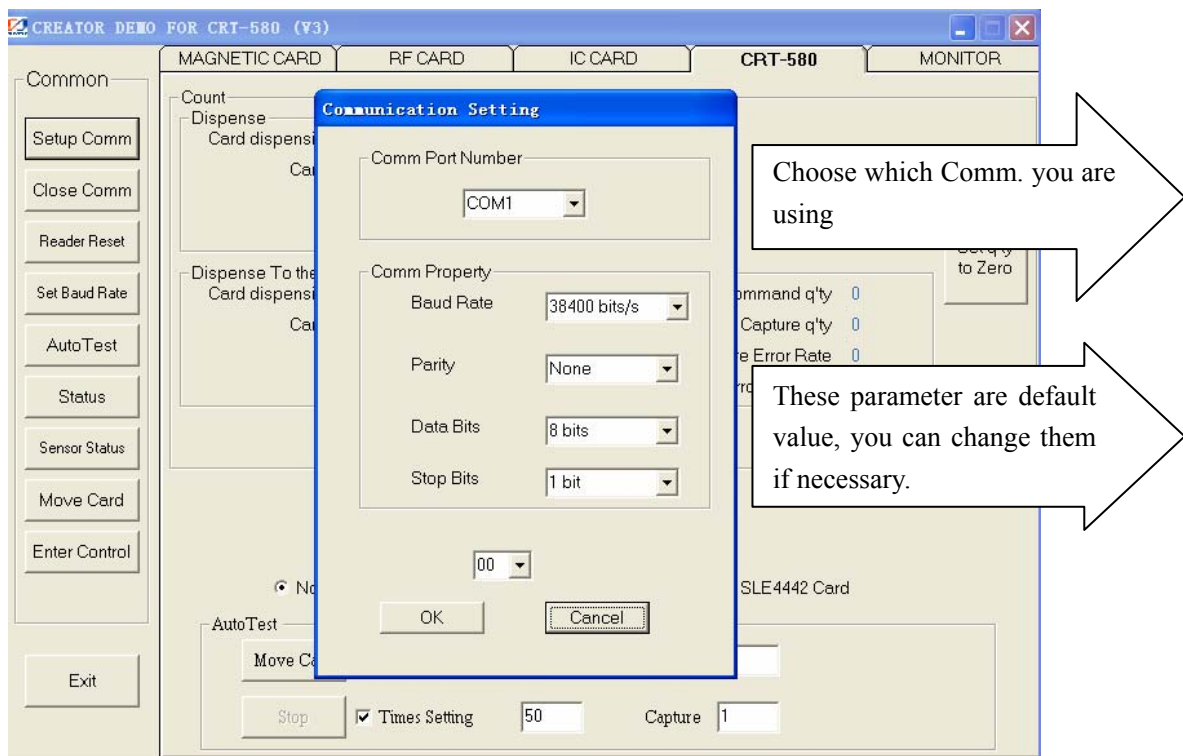 CREATOR DEMO FOR CRT-580 (V3)
MAGNETIC CARD
RF CARD
IC CARD
CRT-580
MONITOR
Common
Setup Comm
Close Comm
Reader Reset
Set Baud Rate
AutoTest
Status
Sensor Status
Move Card
Enter Control
Exit
Count
Dispense
Card dispensi
Ca
Dispense To the
Card dispensi
Ca
Communication Setting
Comm Port Number
COM1
Comm Property
Baud Rate
38400 bits/s
Parity
None
Data Bits
8 bits
Stop Bits
1 bit
00
OK
Cancel
Choose which Comm. you are
using
to Zero
ommand q'ty 0
Capture q'ty 0
e Error Rate 0
These parameter are default
value, you can change them
if necessary.
No
SLE4442 Card
AutoTest
Move Ca
Stop
Times Setting
50
Capture
1